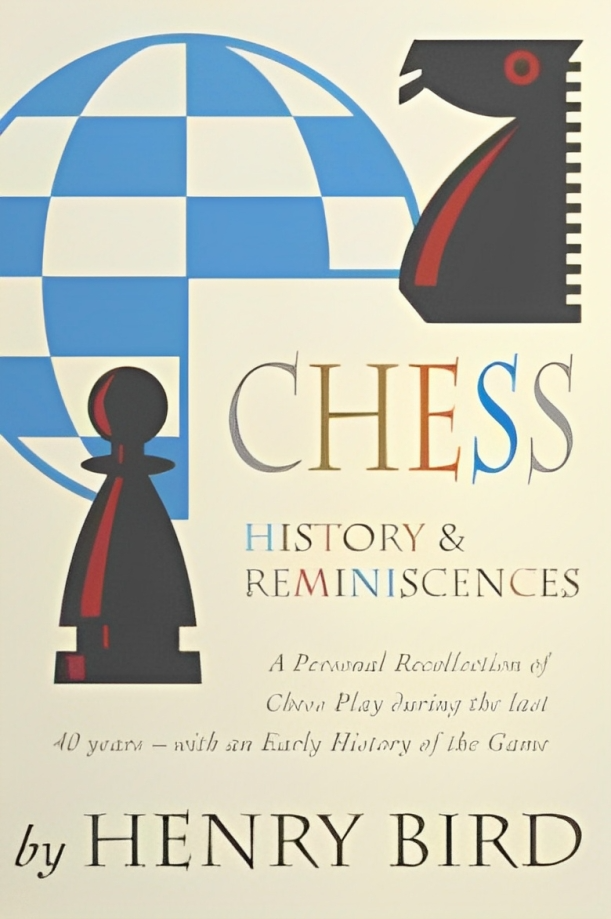 CHESS
HISTORY &
REMINISCENCES
A Personal Recollection of
Chess Play during the last
40 years – with an Early History of the Game
by HENRY BIRD